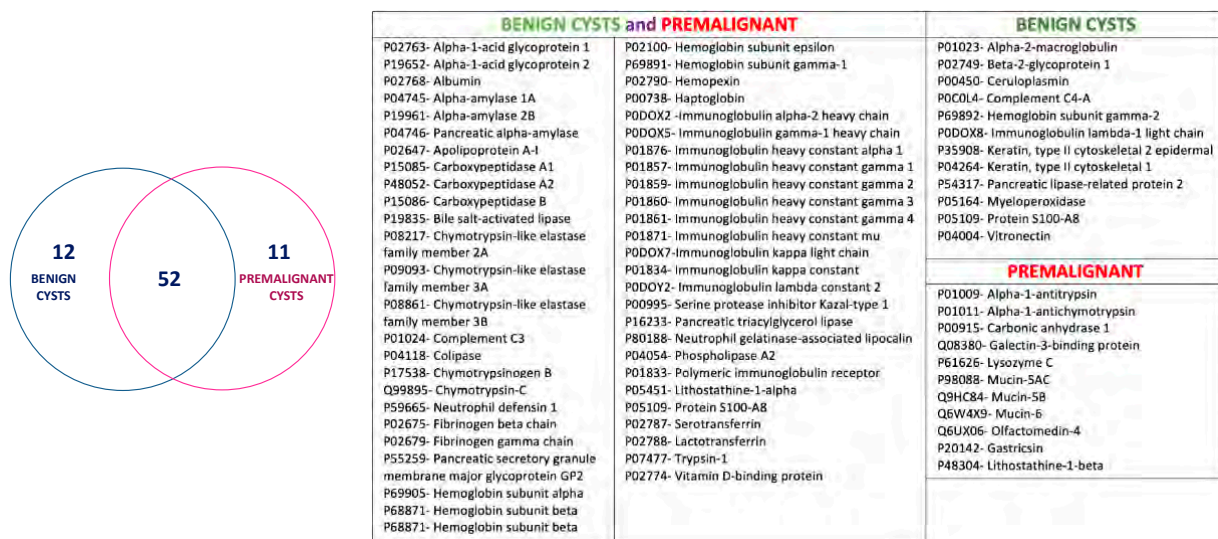 12
BENIGN
CYSTS
52
11
PREMALIGNANT
CYSTS
BENIGN CYSTS and PREMALIGNANT
P02763- Alpha-1-acid glycoprotein 1
P19652- Alpha-1-acid glycoprotein 2
P02768- Albumin
P04745- Alpha-amylase 1A
P19961- Alpha-amylase 2B
P04746- Pancreatic alpha-amylase
P02647- Apolipoprotein A-I
P15085- Carboxypeptidase A1
P48052- Carboxypeptidase A2
P15086- Carboxypeptidase B
P19835- Bile salt-activated lipase
P08217- Chymotrypsin-like elastase
family member 2A
P09093- Chymotrypsin-like elastase
family member 3A
P08861- Chymotrypsin-like elastase
family member 3B
P01024- Complement C3
P04118- Colipase
P17538- Chymotrypsinogen B
Q99895- Chymotrypsin-C
P59665- Neutrophil defensin 1
P02675- Fibrinogen beta chain
P02679- Fibrinogen gamma chain
P55259- Pancreatic secretory granule
membrane major glycoprotein GP2
P69905- Hemoglobin subunit alpha
P68871- Hemoglobin subunit beta
P68871- Hemoglobin subunit beta
P02100- Hemoglobin subunit epsilon
P69891- Hemoglobin subunit gamma-1
P02790- Hemopexin
P00738- Haptoglobin
P0DOX2 -Immunoglobulin alpha-2 heavy chain
P0DOX5- Immunoglobulin gamma-1 heavy chain
P01876- Immunoglobulin heavy constant alpha 1
P01857- Immunoglobulin heavy constant gamma 1
P01859- Immunoglobulin heavy constant gamma 2
P01860- Immunoglobulin heavy constant gamma 3
P01861- Immunoglobulin heavy constant gamma 4
P01871- Immunoglobulin heavy constant mu
P0DOX7-Immunoglobulin kappa light chain
P01834- Immunoglobulin kappa constant
P0DOY2- Immunoglobulin lambda constant 2
P00995- Serine protease inhibitor Kazal-type 1
P16233- Pancreatic triacylglycerol lipase
P80188- Neutrophil gelatinase-associated lipocalin
P04054- Phospholipase A2
P01833- Polymeric immunoglobulin receptor
P05451- Lithostathine-1-alpha
P05109- Protein S100-A8
P02787- Serotransferrin
P02788- Lactotransferrin
P07477- Trypsin-1
P02774- Vitamin D-binding protein
BENIGN CYSTS
P01023- Alpha-2-macroglobulin
P02749- Beta-2-glycoprotein 1
P00450- Ceruloplasmin
P0C0L4- Complement C4-A
P69892- Hemoglobin subunit gamma-2
P0DOX8- Immunoglobulin lambda-1 light chain
P35908- Keratin, type II cytoskeletal 2 epidermal
P04264- Keratin, type II cytoskeletal 1
P54317- Pancreatic lipase-related protein 2
P05164- Myeloperoxidase
P05109- Protein S100-A8
P04004- Vitronectin
PREMALIGNANT
P01009- Alpha-1-antitrypsin
P01011- Alpha-1-antichymotrypsin
P00915- Carbonic anhydrase 1
Q08380- Galectin-3-binding protein
P61626- Lysozyme C
P98088- Mucin-5AC
Q9HC84- Mucin-5B
Q6W4X9- Mucin-6
Q6UX06- Olfactomedin-4
P20142- Gastricsin
P48304- Lithostathine-1-beta